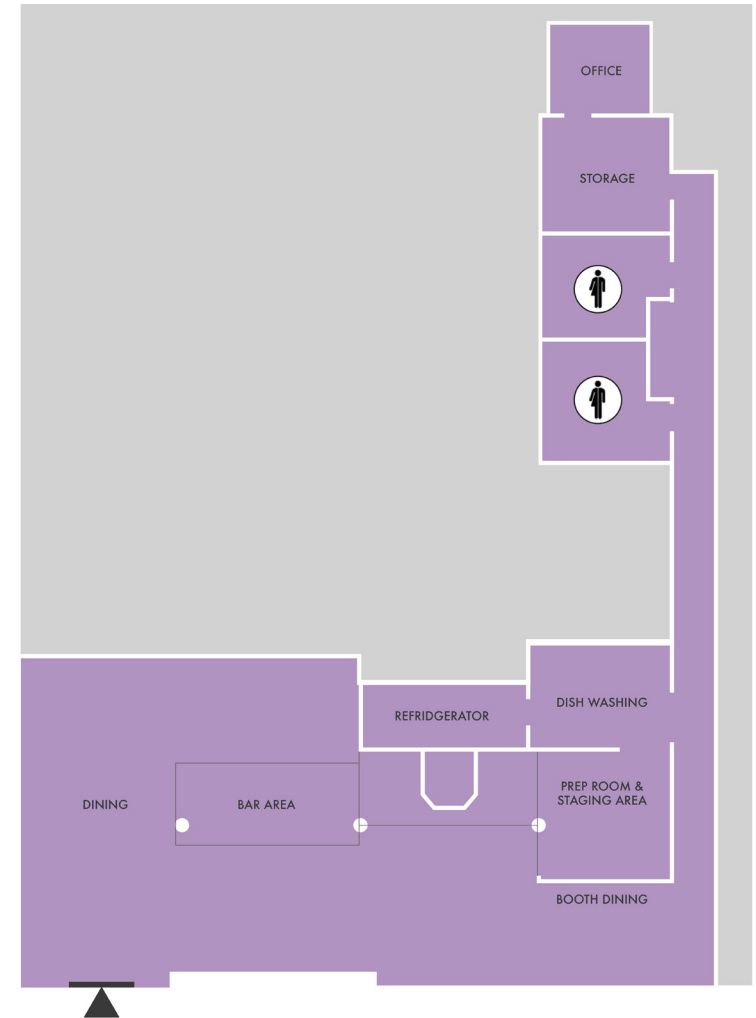 OFFICE
STORAGE
DISH WASHING
REFRIDGERATOR
PREP ROOM &
STAGING AREA
DINING
BAR AREA
BOOTH DINING